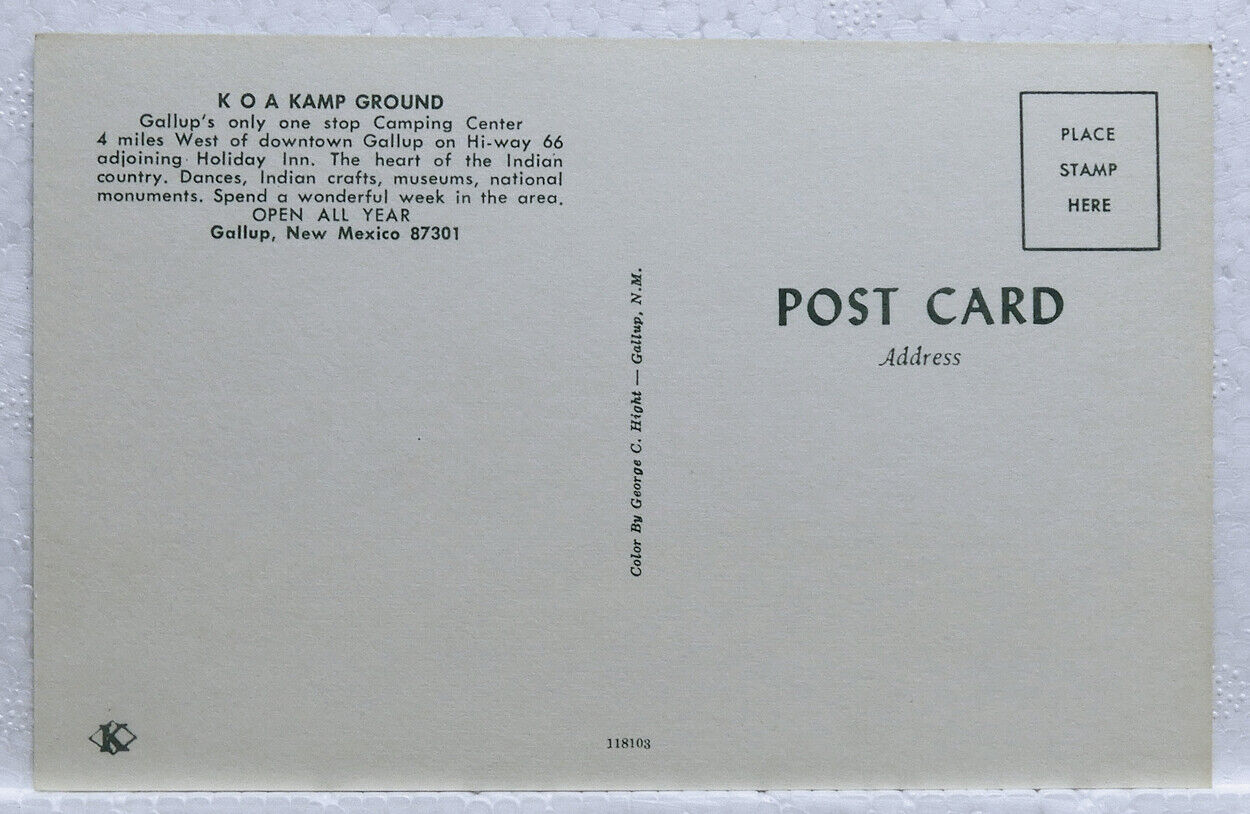 K O A KAMP GROUND
Gallup's only one stop Camping Center
4 miles West of downtown Gallup on Hi-way 66
adjoining Holiday Inn. The heart of the Indian
country. Dances, Indian crafts, museums, national
monuments. Spend a wonderful week in the area.
OPEN ALL YEAR
Gallup, New Mexico 87301
Color By George C. Hight — Gallup, N.M.
PLACE
STAMP
HERE
POST CARD
Address
K
118103